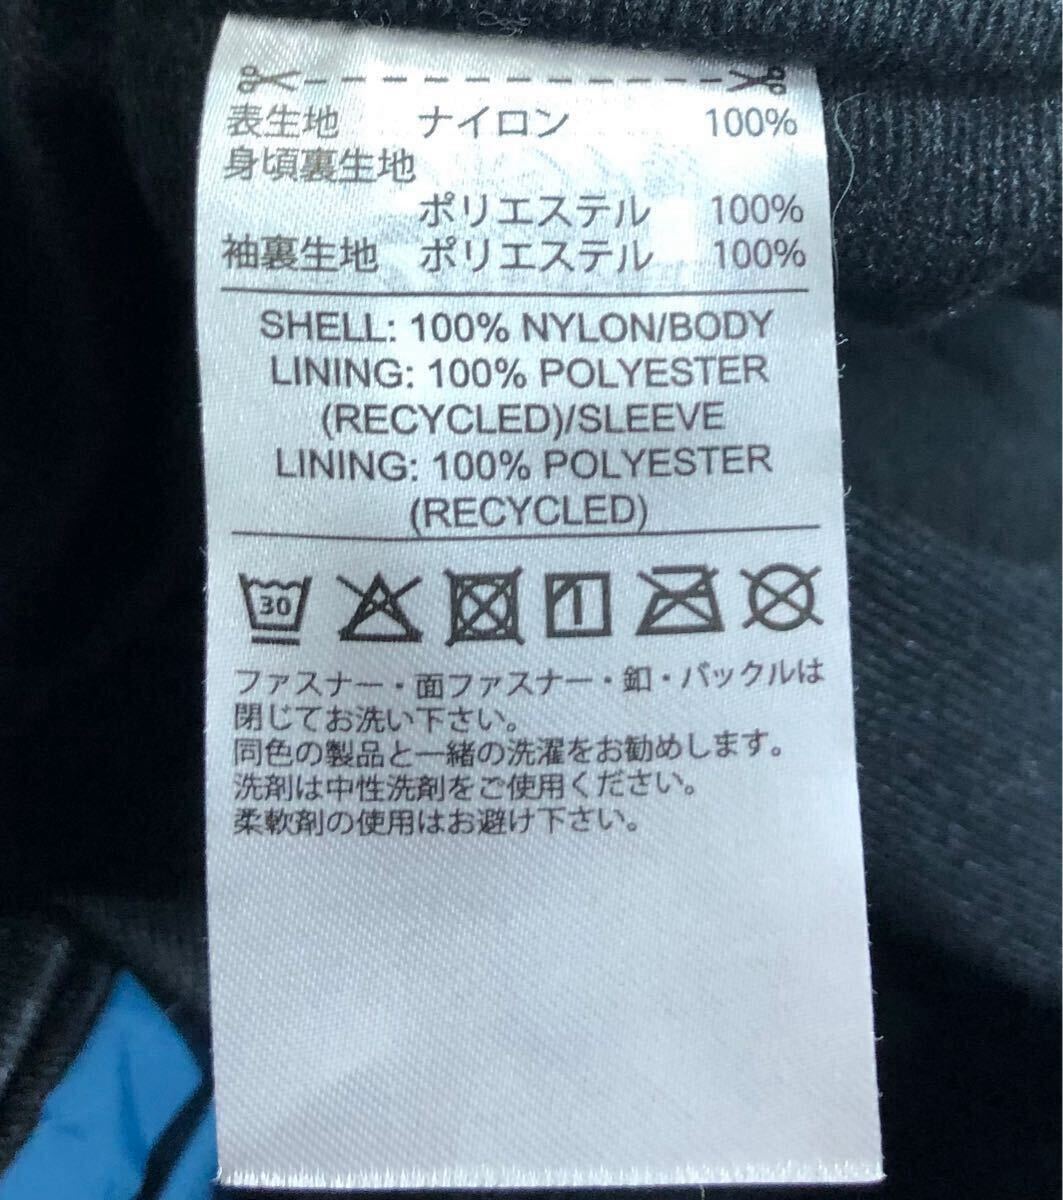 表生地 ナイロン 100%
身頃裏生地
ポリエステル 100%
袖裏生地 ポリエステル 100%
SHELL: 100% NYLON/BODY
LINING: 100% POLYESTER
(RECYCLED)/SLEEVE
LINING: 100% POLYESTER
(RECYCLED)
30
ファスナー・面ファスナー・釦・バックルは
閉じてお洗い下さい。
同色の製品と一緒の洗濯をお勧めします。
洗剤は中性洗剤をご使用ください。
柔軟剤の使用はお避け下さい。